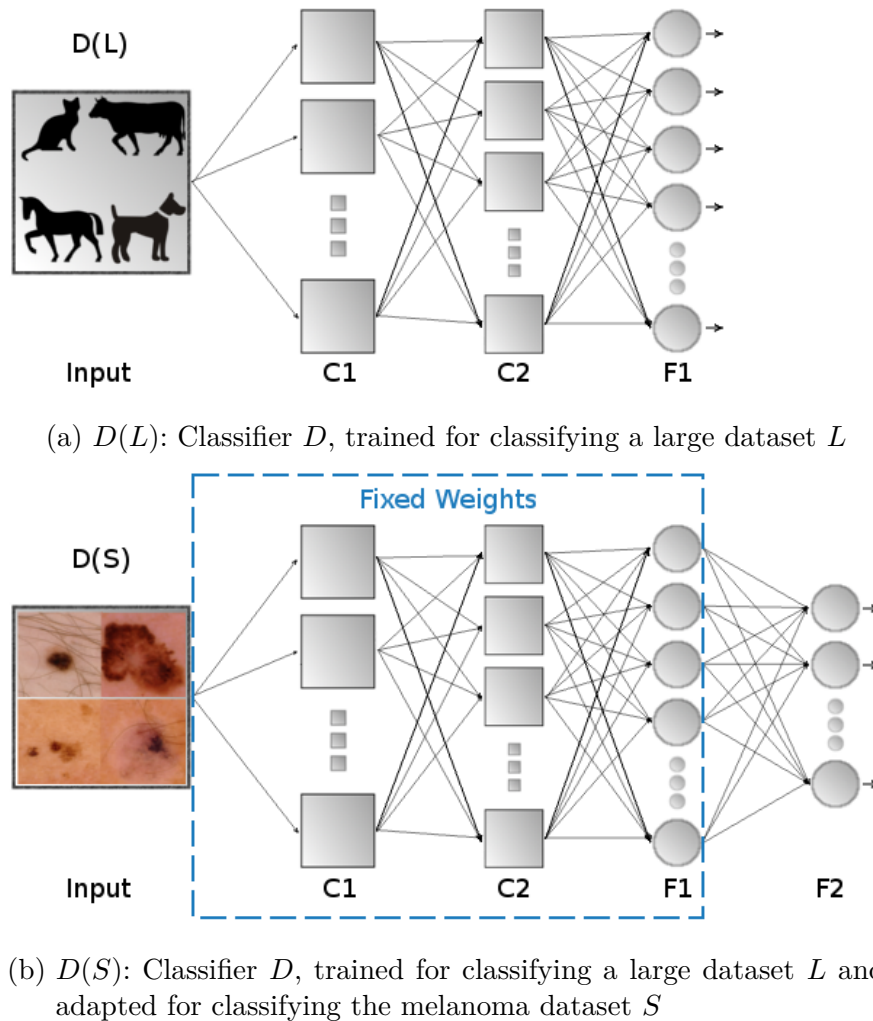 D(L)
Input
C1
C2
F1
(a) D(L): Classifier D, trained for classifying a large dataset L
Fixed Weights
D(S)
Input
C1
C2
F1
F2
(b) D(S): Classifier D, trained for classifying a large dataset L and
adapted for classifying the melanoma dataset S